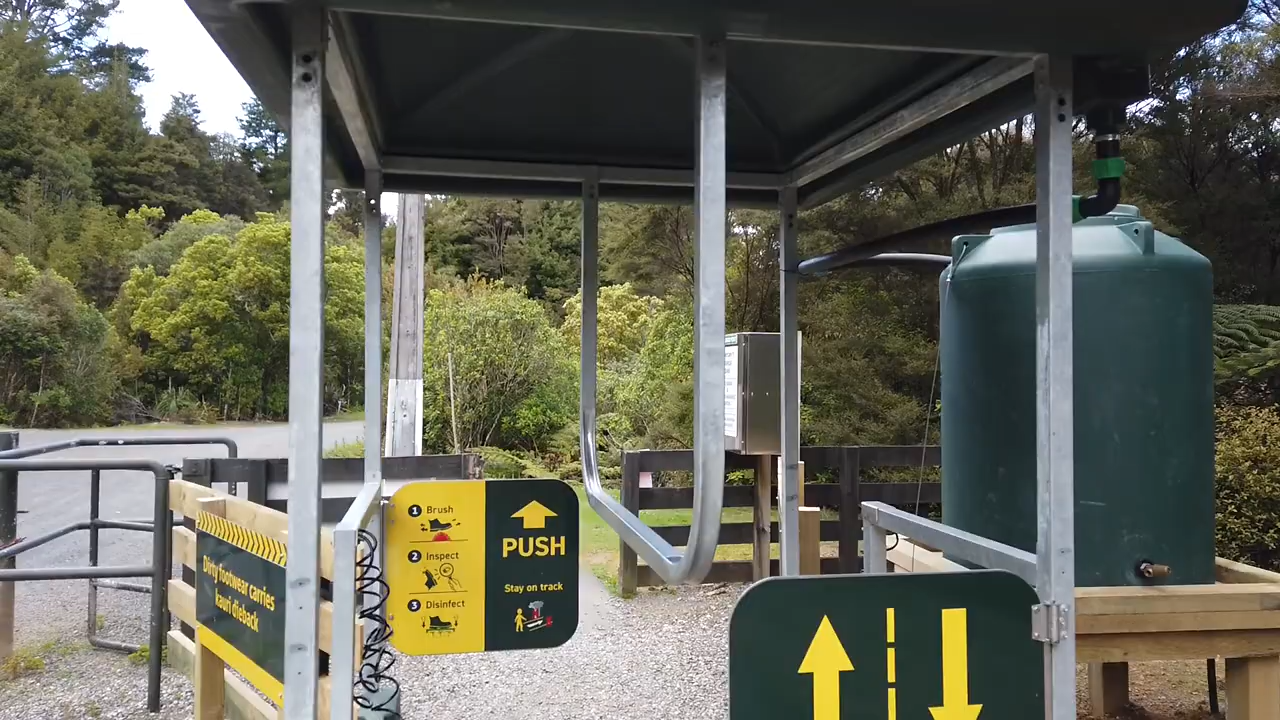 Dirty footwear carries
kauri dieback
1 Brush
2 Inspect
3 Disinfect
PUSH
Stay on track